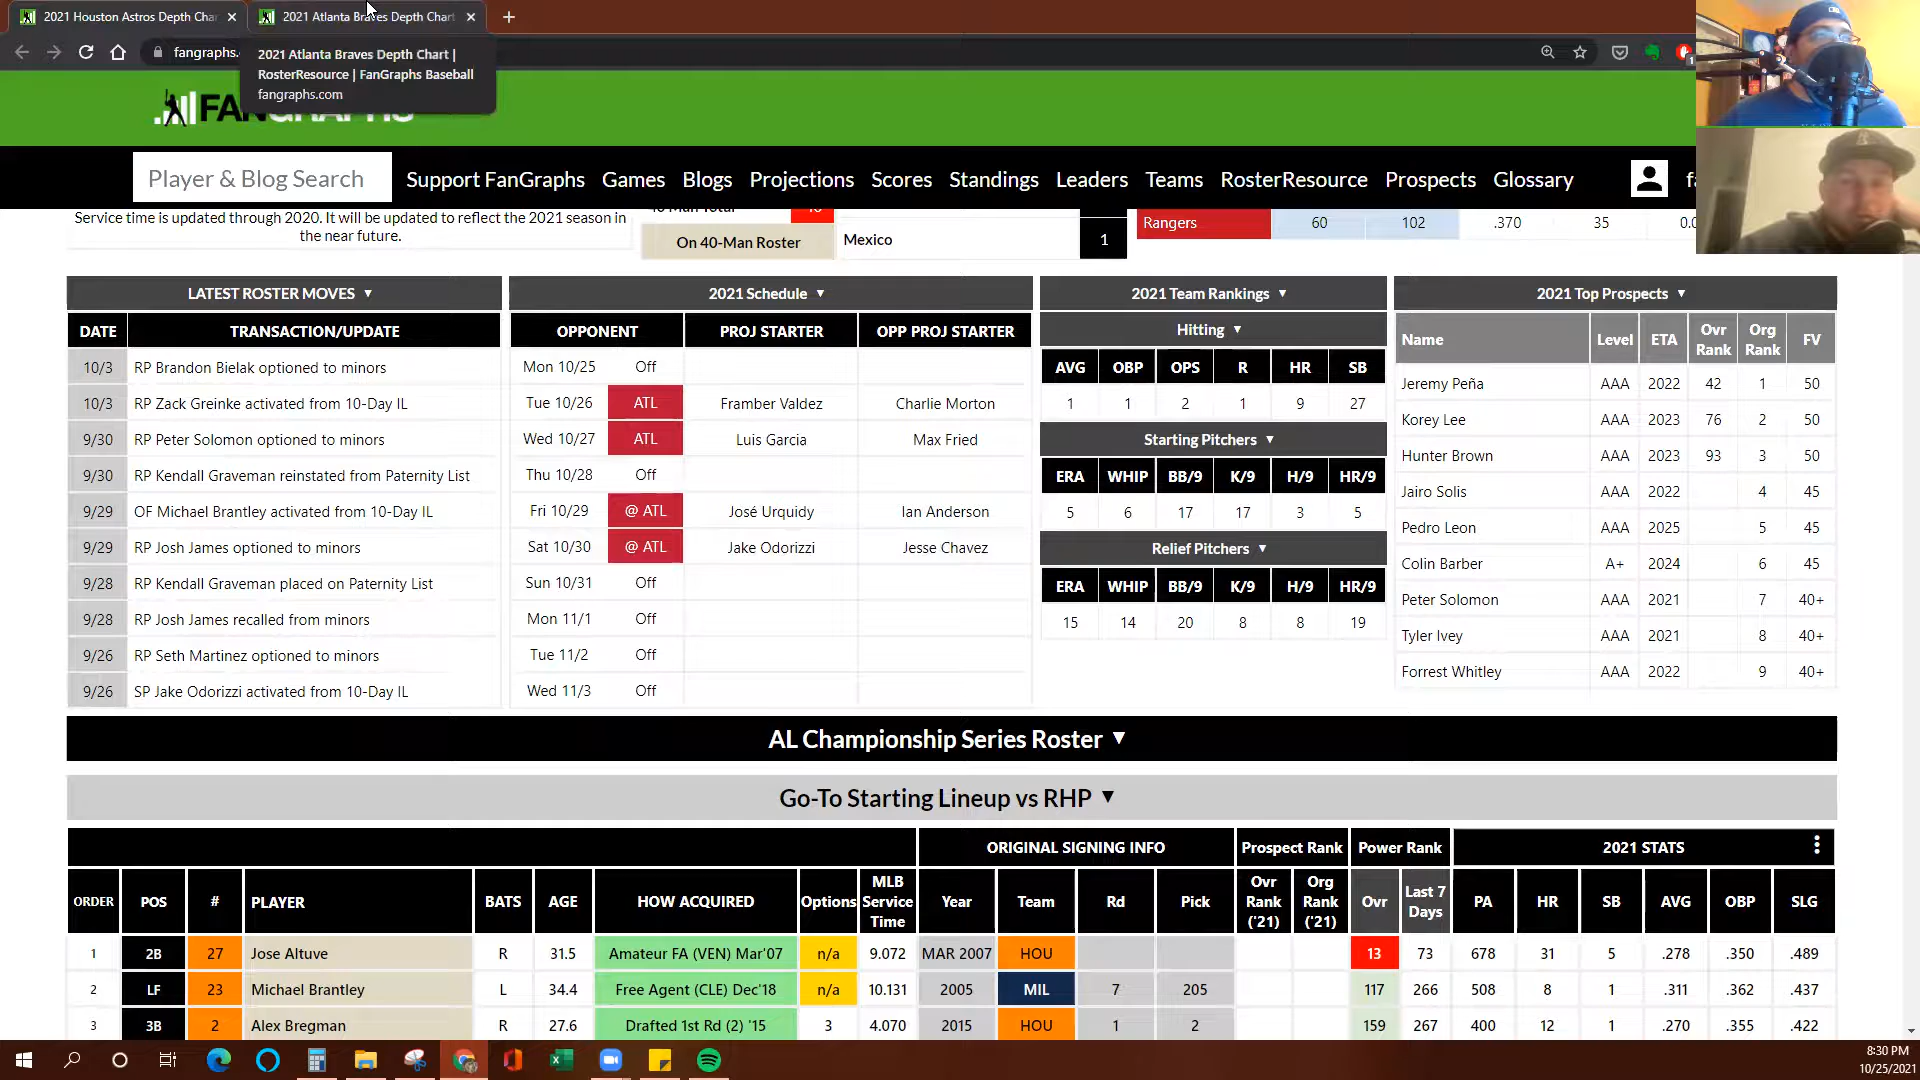 2021 Houston Astros Depth Cha
2021 Atlanta Braves Depth Chart
fangraphs.
2021 Atlanta Braves Depth Chart |
RosterResource | FanGraphs Baseball
fangraphs.com
FANGRAPHS
Player & Blog Search Support FanGraphs Games Blogs Projections Scores Standings Leaders Teams RosterResource Prospects Glossary
Service time is updated through 2020. It will be updated to reflect the 2021 season in
the near future.
On 40-Man Roster
Mexico 1
Rangers 60 102 .370 35
LATEST ROSTER MOVES ▼
DATE TRANSACTION/UPDATE
10/3 RP Brandon Bielak optioned to minors
10/3 RP Zack Greinke activated from 10-Day IL
9/30 RP Peter Solomon optioned to minors
9/30 RP Kendall Graveman reinstated from Paternity List
9/29 OF Michael Brantley activated from 10-Day IL
9/29 RP Josh James optioned to minors
9/28 RP Kendall Graveman placed on Paternity List
9/28 RP Josh James recalled from minors
9/26 RP Seth Martinez optioned to minors
9/26 SP Jake Odorizzi activated from 10-Day IL
2021 Schedule ▼
OPPONENT PROJ STARTER OPP PROJ STARTER
Mon 10/25 Off
Tue 10/26 ATL Framber Valdez Charlie Morton
Wed 10/27 ATL Luis Garcia Max Fried
Thu 10/28 Off
Fri 10/29 @ ATL José Urquidy Ian Anderson
Sat 10/30 @ ATL Jake Odorizzi Jesse Chavez
Sun 10/31 Off
Mon 11/1 Off
Tue 11/2 Off
Wed 11/3 Off
2021 Team Rankings ▼
Hitting ▼
AVG OBP OPS R HR SB
1 1 2 1 9 27
Starting Pitchers ▼
ERA WHIP BB/9 K/9 H/9 HR/9
5 6 17 17 3 5
Relief Pitchers ▼
ERA WHIP BB/9 K/9 H/9 HR/9
15 14 20 8 8 19
2021 Top Prospects ▼
Name Level ETA Ovr Rank Org Rank FV
Jeremy Peña AAA 2022 42 1 50
Korey Lee AAA 2023 76 2 50
Hunter Brown AAA 2023 93 3 50
Jairo Solis AAA 2022 4 45
Pedro Leon AAA 2025 5 45
Colin Barber A+ 2024 6 45
Peter Solomon AAA 2021 7 40+
Tyler Ivey AAA 2021 8 40+
Forrest Whitley AAA 2022 9 40+
AL Championship Series Roster ▼
Go-To Starting Lineup vs RHP ▼
ORIGINAL SIGNING INFO Prospect Rank Power Rank 2021 STATS
ORDER POS # PLAYER BATS AGE HOW ACQUIRED Options MLB Service Time Year Team Rd Pick Ovr Rank ('21) Org Rank ('21) Ovr Last 7 Days PA HR SB AVG OBP SLG
1 2B 27 Jose Altuve R 31.5 Amateur FA (VEN) Mar'07 n/a 9.072 MAR 2007 HOU 13 73 678 31 5 .278 .350 .489
2 LF 23 Michael Brantley L 34.4 Free Agent (CLE) Dec'18 n/a 10.131 2005 MIL 7 205 117 266 508 8 1 .311 .362 .437
3 3B 2 Alex Bregman R 27.6 Drafted 1st Rd (2) '15 3 4.070 2015 HOU 1 2 159 267 400 12 1 .270 .355 .422
8:30 PM
10/25/2021